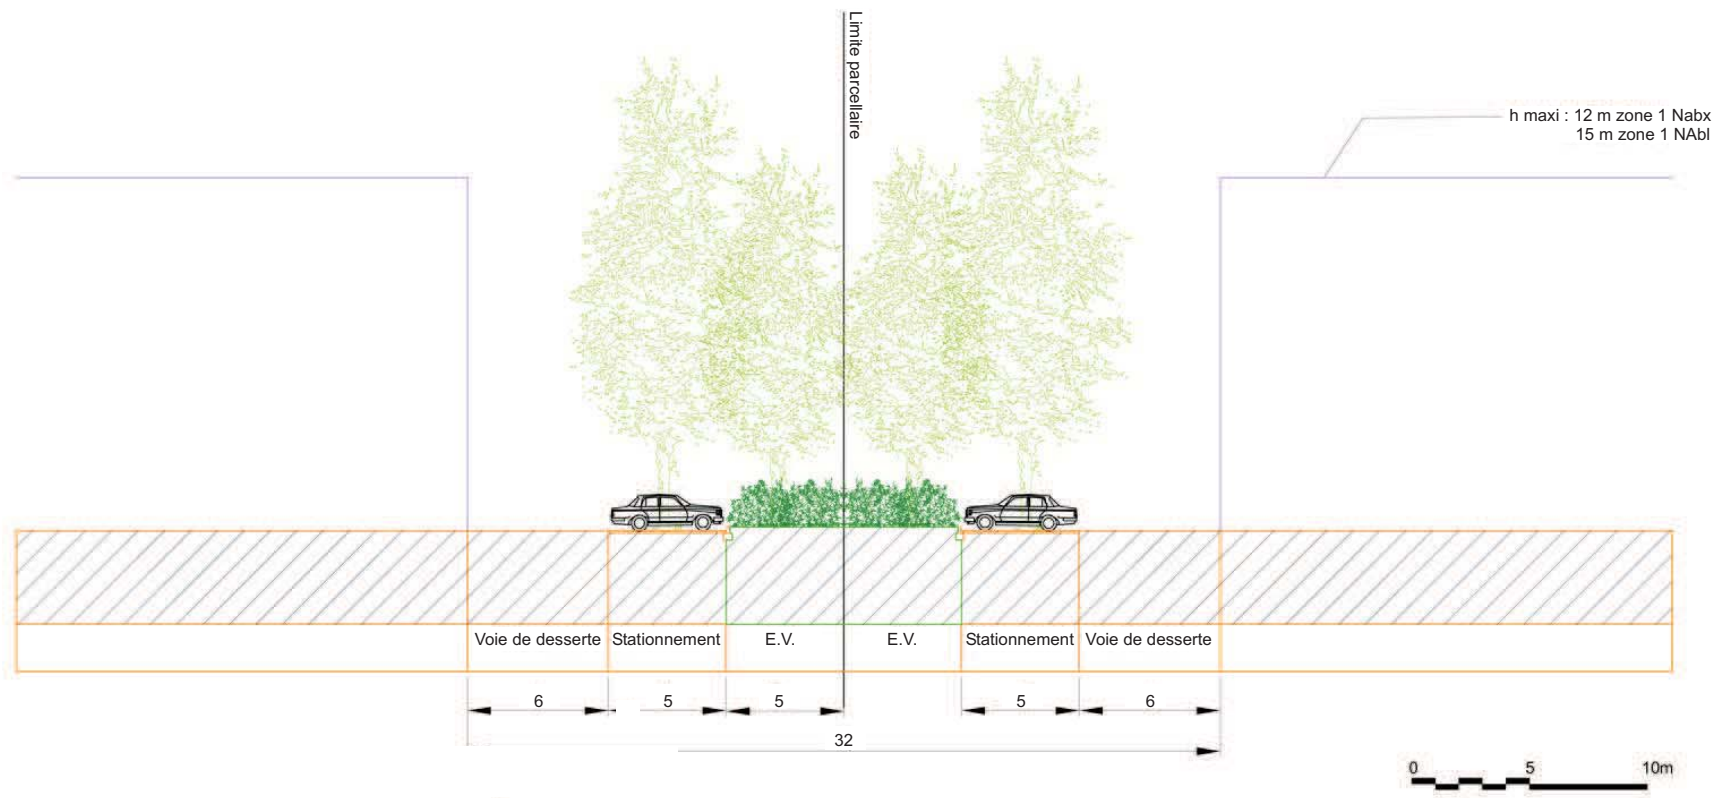 Limite parcellaire
h maxi : 12 m zone 1 Nabx
15 m zone 1 NAbl
Voie de desserte
Stationnement
E.V.
E.V.
Stationnement
Voie de desserte
6
5
5
5
6
32
0
5
10m